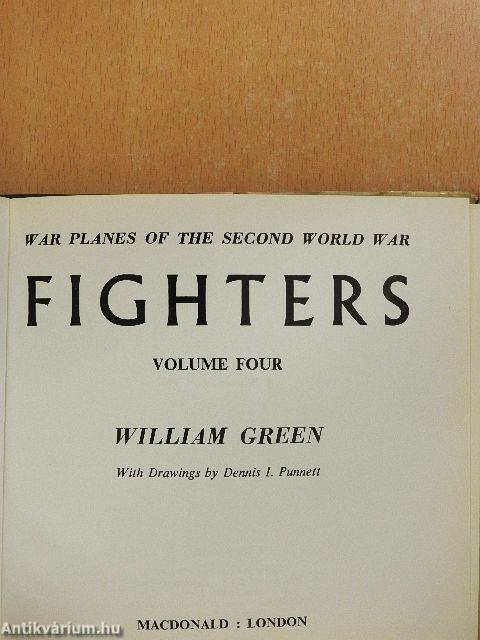 WAR PLANES OF THE SECOND WORLD WAR
FIGHTERS
VOLUME FOUR
WILLIAM GREEN
With Drawings by Dennis I. Punnett
MACDONALD : LONDON
Antikvárium.hu